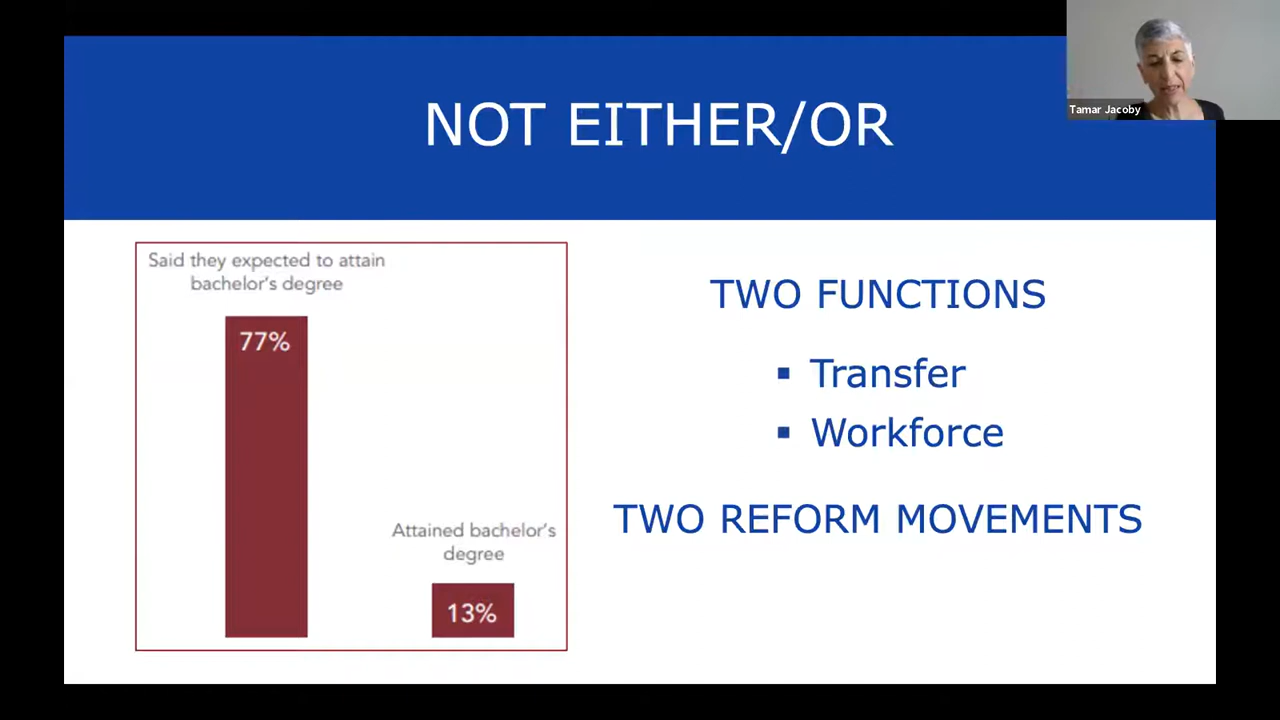 NOT EITHER/OR
Tamar Jacoby
Said they expected to attain
bachelor's degree
77%
Attained bachelor's
degree
13%
TWO FUNCTIONS
▪ Transfer
▪ Workforce
TWO REFORM MOVEMENTS